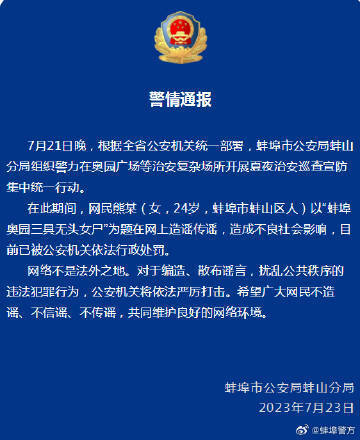 警情通报
7月21日晚，根据全省公安机关统一部署，蚌埠市公安局蚌山
分局组织警力在奥园广场等治安复杂场所开展夏夜治安巡查宣防
集中统一行动。
在此期间，网民熊某（女，24岁，蚌埠市蚌山区人）以“蚌埠
奥园三具无头女尸”为题在网上造谣传谣，造成不良社会影响，目
前已被公安机关依法行政处罚。
网络不是法外之地。对于编造、散布谣言，扰乱公共秩序的
违法犯罪行为，公安机关将依法严厉打击。希望广大网民不造
谣、不信谣、不传谣，共同维护良好的网络环境。
蚌埠市公安局蚌山分局
2023年7月23日
@蚌埠警方